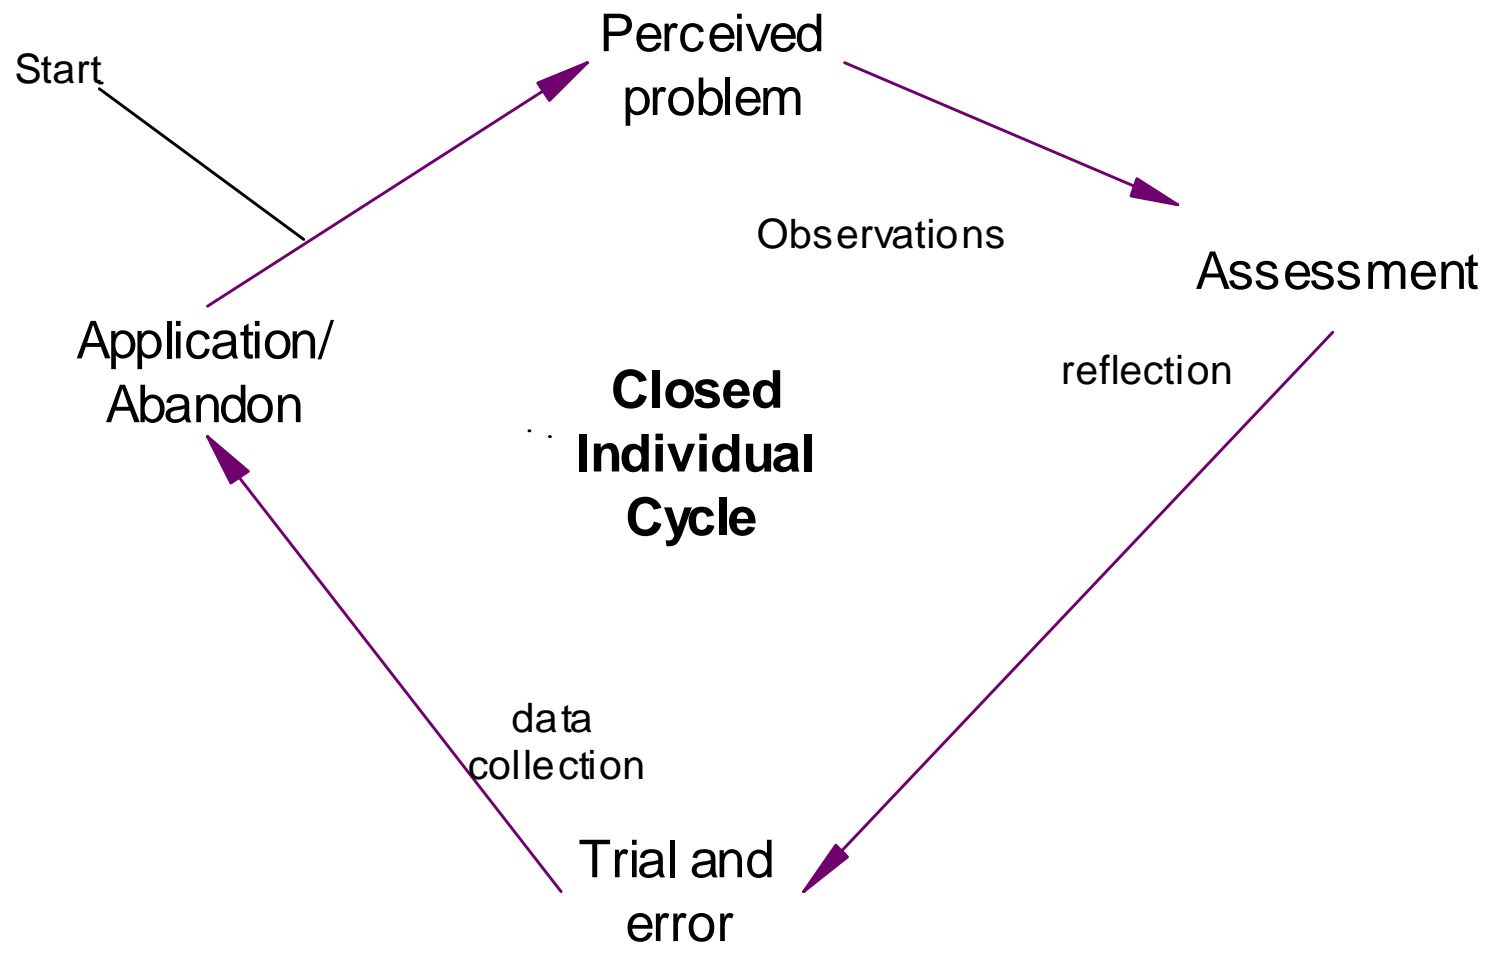 Perceived
problem
Start
Observations
Assessment
Application/
Abandon
reflection
Closed
Individual
Cycle
data
collection
Trial and
error